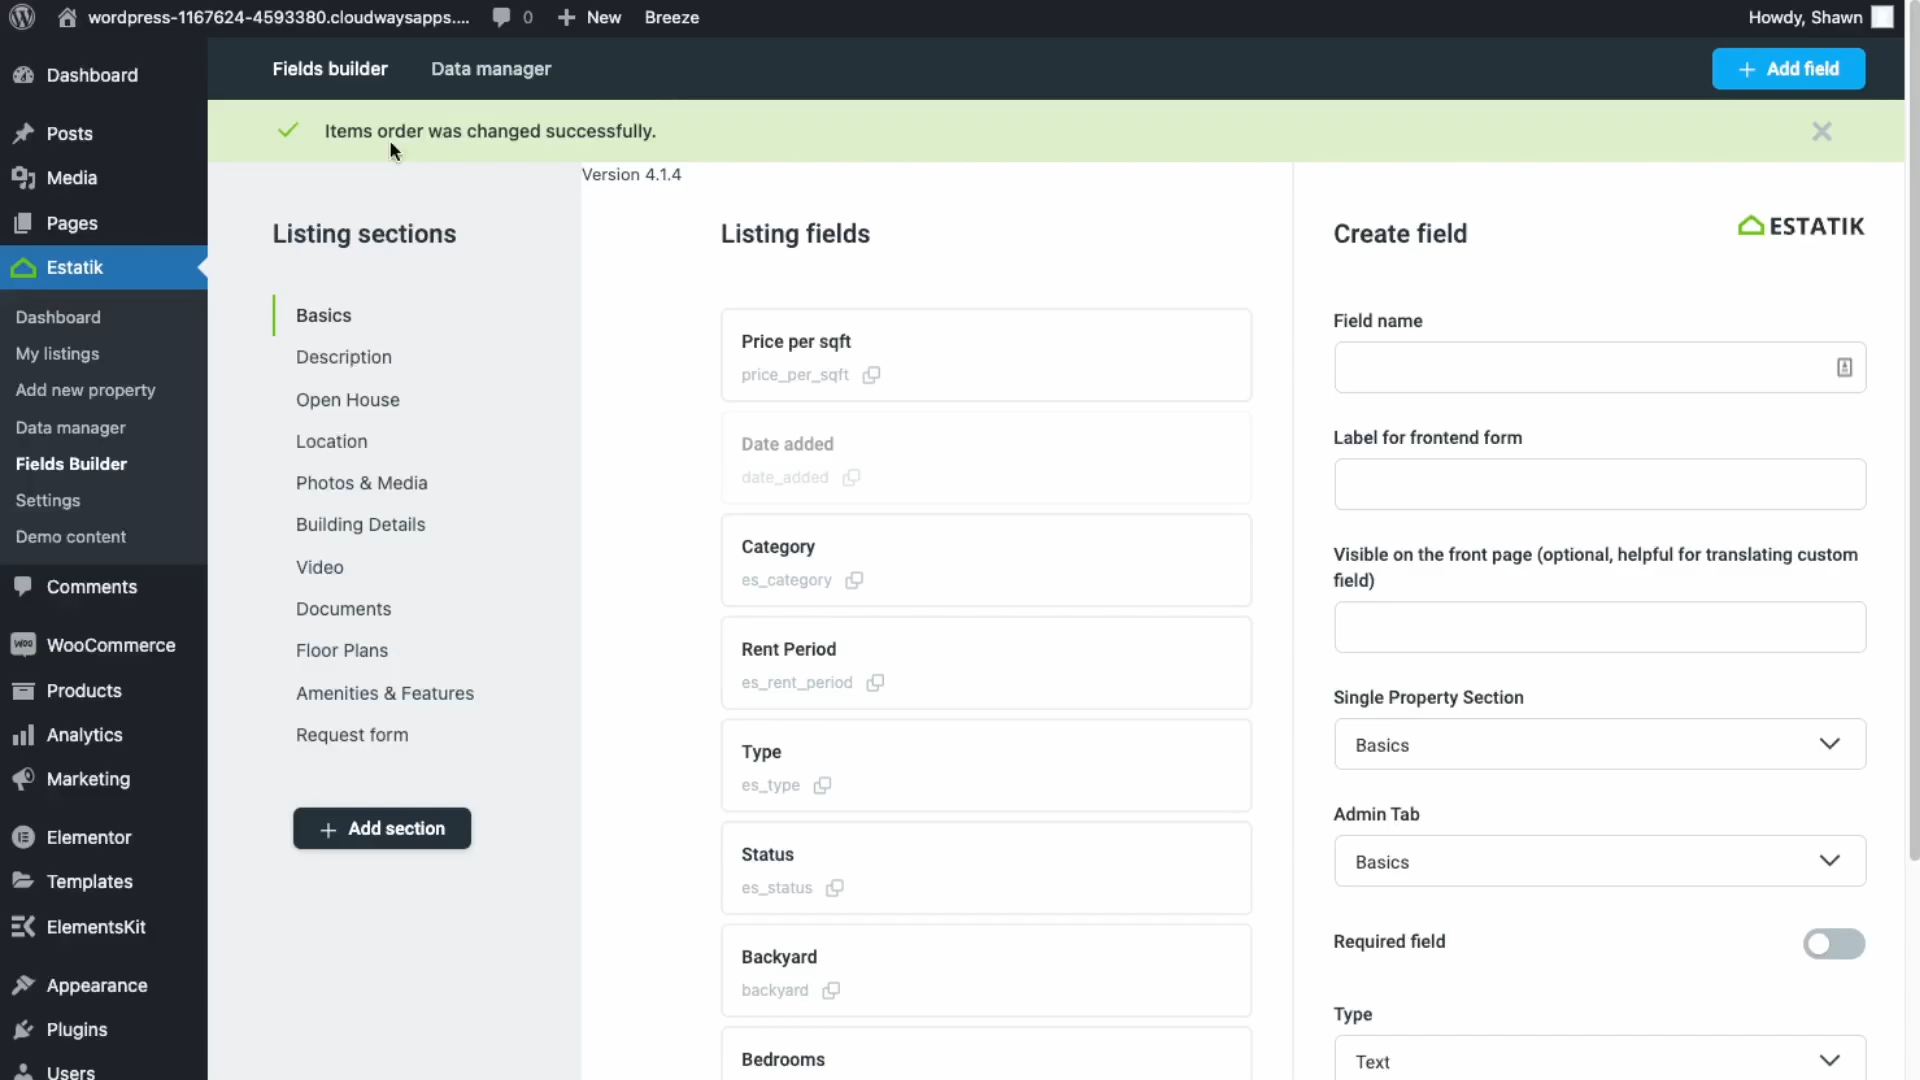 wordpress-1167624-4593380.cloudwaysapps....
0
New
Breeze
Howdy, Shawn
Dashboard
Posts
Media
Pages
Estatik
Dashboard
My listings
Add new property
Data manager
Fields Builder
Settings
Demo content
Comments
WooCommerce
Products
Analytics
Marketing
Elementor
Templates
ElementsKit
Appearance
Plugins
Users
Fields builder
Data manager
+ Add field
Items order was changed successfully.
Version 4.1.4
Listing sections
Basics
Description
Open House
Location
Photos & Media
Building Details
Video
Documents
Floor Plans
Amenities & Features
Request form
+ Add section
Listing fields
Price per sqft
price_per_sqft
Date added
date_added
Category
es_category
Rent Period
es_rent_period
Type
es_type
Status
es_status
Backyard
backyard
Bedrooms
Create field
ESTATIK
Field name
Label for frontend form
Visible on the front page (optional, helpful for translating custom
field)
Single Property Section
Basics
Admin Tab
Basics
Required field
Type
Text